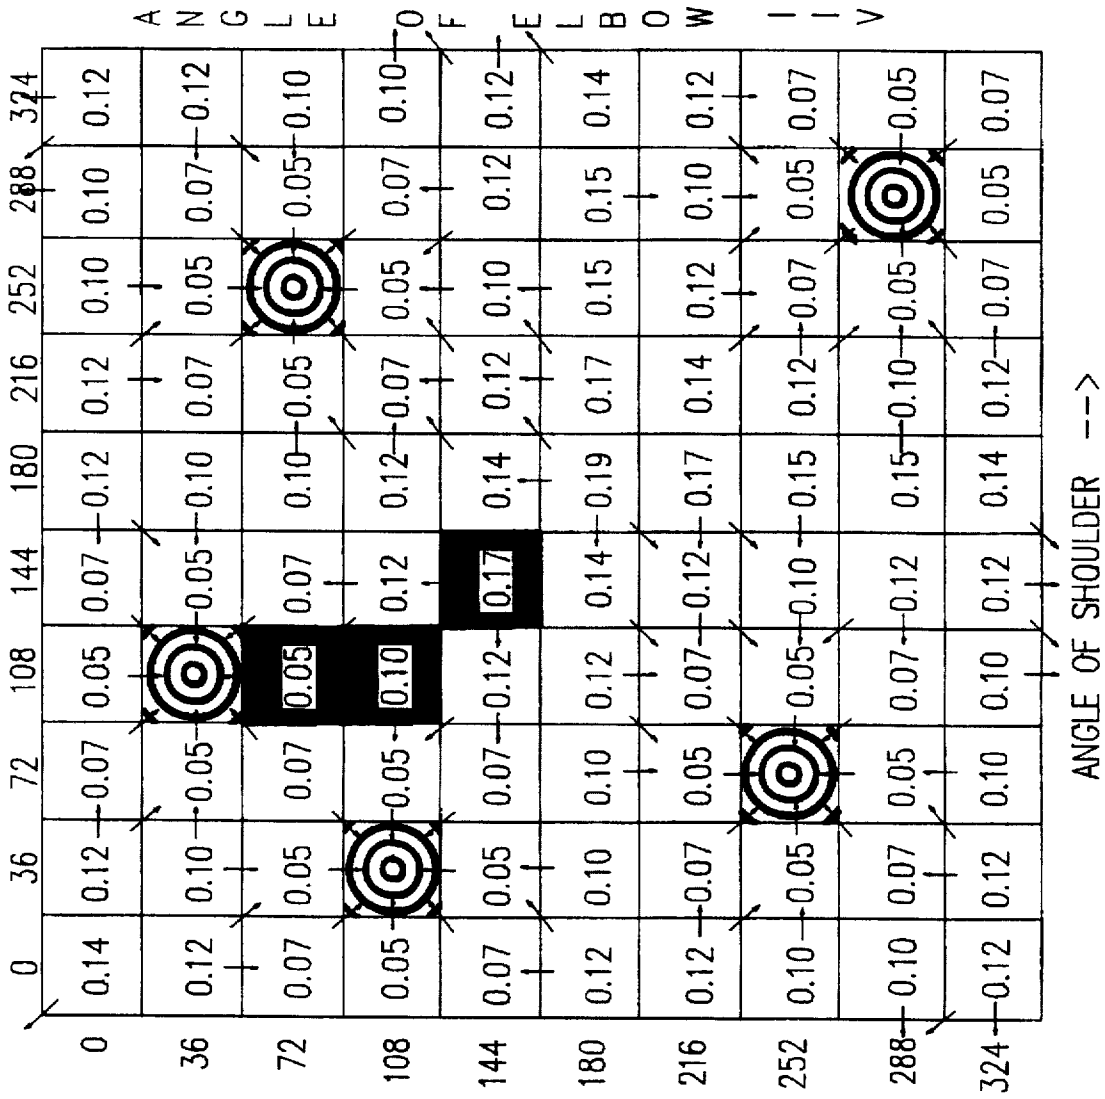 0 36 72 108 144 180 216 252 288 324
0 0.14 0.12 0.07 0.05 0.07 0.12 0.12 0.10 0.10 0.12
36 0.12 0.10 0.05 0.05 0.10 0.07 0.05 0.07 0.12
72 0.07 0.05 0.07 0.05 0.07 0.10 0.05 0.05 0.10
108 0.05 0.05 0.10 0.12 0.12 0.07 0.05 0.07 0.10
144 0.07 0.05 0.07 0.12 0.17 0.14 0.12 0.10 0.12 0.12
180 0.12 0.10 0.10 0.12 0.14 0.19 0.17 0.15 0.15 0.14
216 0.12 0.07 0.05 0.07 0.12 0.17 0.14 0.12 0.10 0.12
252 0.10 0.05 0.05 0.10 0.15 0.12 0.07 0.05 0.07
288 0.10 0.07 0.05 0.07 0.12 0.15 0.10 0.05 0.05
324 0.12 0.12 0.10 0.10 0.12 0.14 0.12 0.07 0.05 0.07
ANGLE OF ELBOW | | V
ANGLE OF SHOULDER -->